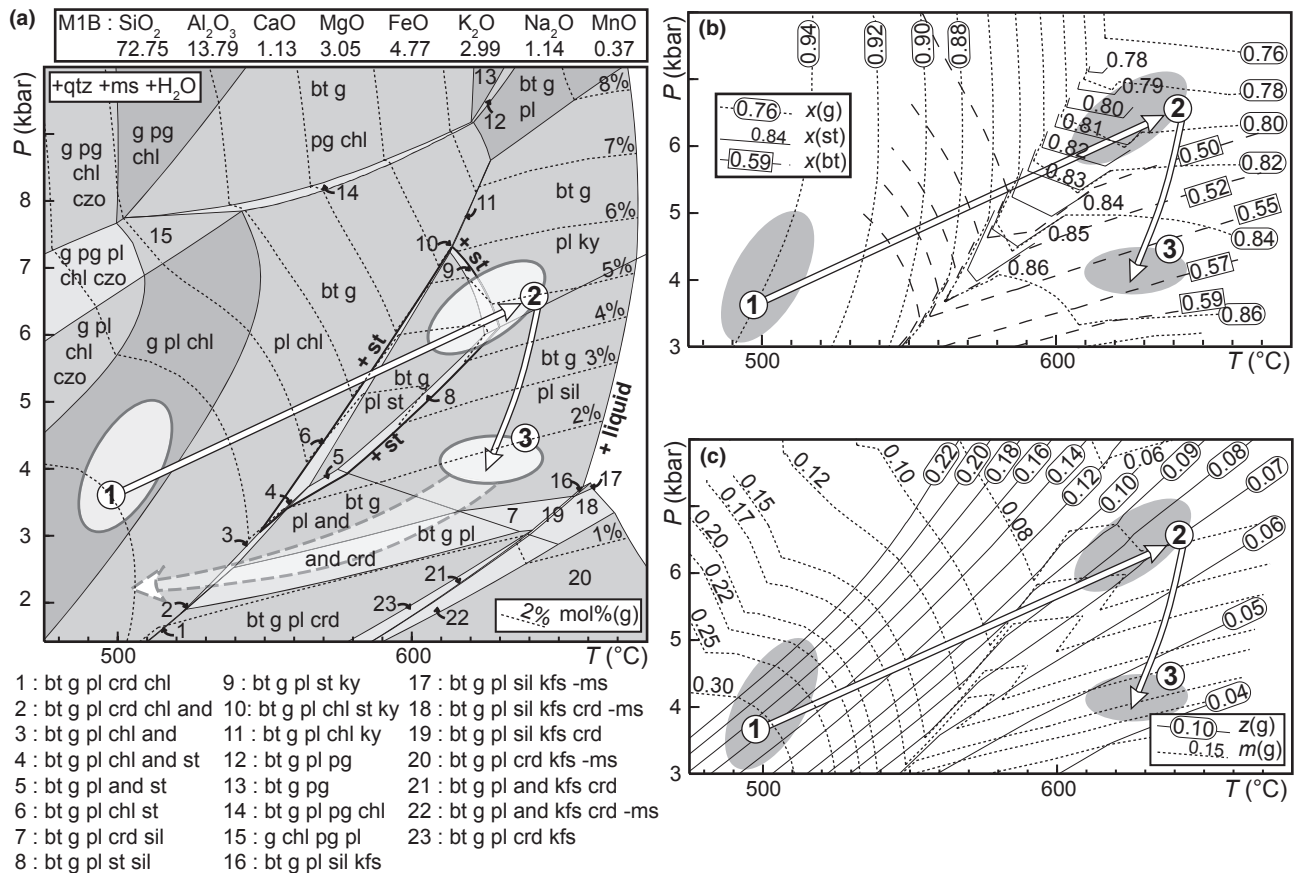 (a)
M1B : SiO2 Al2O3 CaO MgO FeO K2O Na2O MnO
72.75 13.79 1.13 3.05 4.77 2.99 1.14 0.37
+qtz +ms +H2O
P (kbar)
8
7
6
5
4
3
2
500
600
T (°C)
g pg
chl
czo
g pg
chl
bt g
pg chl
13
12
bt g
pl
8%
7%
6%
5%
4%
3%
2%
1%
14
15
11
10
9
+ st
bt g
pl ky
g pg pl
chl czo
g pl
chl
czo
g pl chl
bt g
pl chl
+ st
bt g
pl st
8
+ st
bt g
pl sil
+ liquid
1
2
3
6
5
4
3
bt g
pl and
bt g pl
and crd
7
16
17
19
18
20
21
23
22
2
1
bt g pl crd
2% mol%(g)
1 : bt g pl crd chl
2 : bt g pl crd chl and
3 : bt g pl chl and
4 : bt g pl chl and st
5 : bt g pl and st
6 : bt g pl chl st
7 : bt g pl crd sil
8 : bt g pl st sil
9 : bt g pl st ky
10: bt g pl chl st ky
11 : bt g pl chl ky
12 : bt g pl pg
13 : bt g pg
14 : bt g pl pg chl
15 : g chl pg pl
16 : bt g pl sil kfs
17 : bt g pl sil kfs -ms
18 : bt g pl sil kfs crd -ms
19 : bt g pl sil kfs crd
20 : bt g pl crd kfs -ms
21 : bt g pl and kfs crd
22 : bt g pl and kfs crd -ms
23 : bt g pl crd kfs
(b)
P (kbar)
6
5
4
3
500
600
T (°C)
0.94
0.92
0.90
0.88
0.76
0.78
0.80
0.82
0.84
0.86
0.76 x(g)
0.84 x(st)
0.59 x(bt)
0.78
0.79
0.80
0.81
0.82
0.83
0.84
0.85
0.86
0.50
0.52
0.55
0.57
0.59
1
2
3
(c)
P (kbar)
6
5
4
3
500
600
T (°C)
0.12
0.10
0.15
0.17
0.20
0.22
0.25
0.30
0.08
0.06
0.22
0.20
0.18
0.16
0.14
0.12
0.10
0.09
0.08
0.07
0.06
0.05
0.04
1
2
3
0.10 z(g)
0.15 m(g)